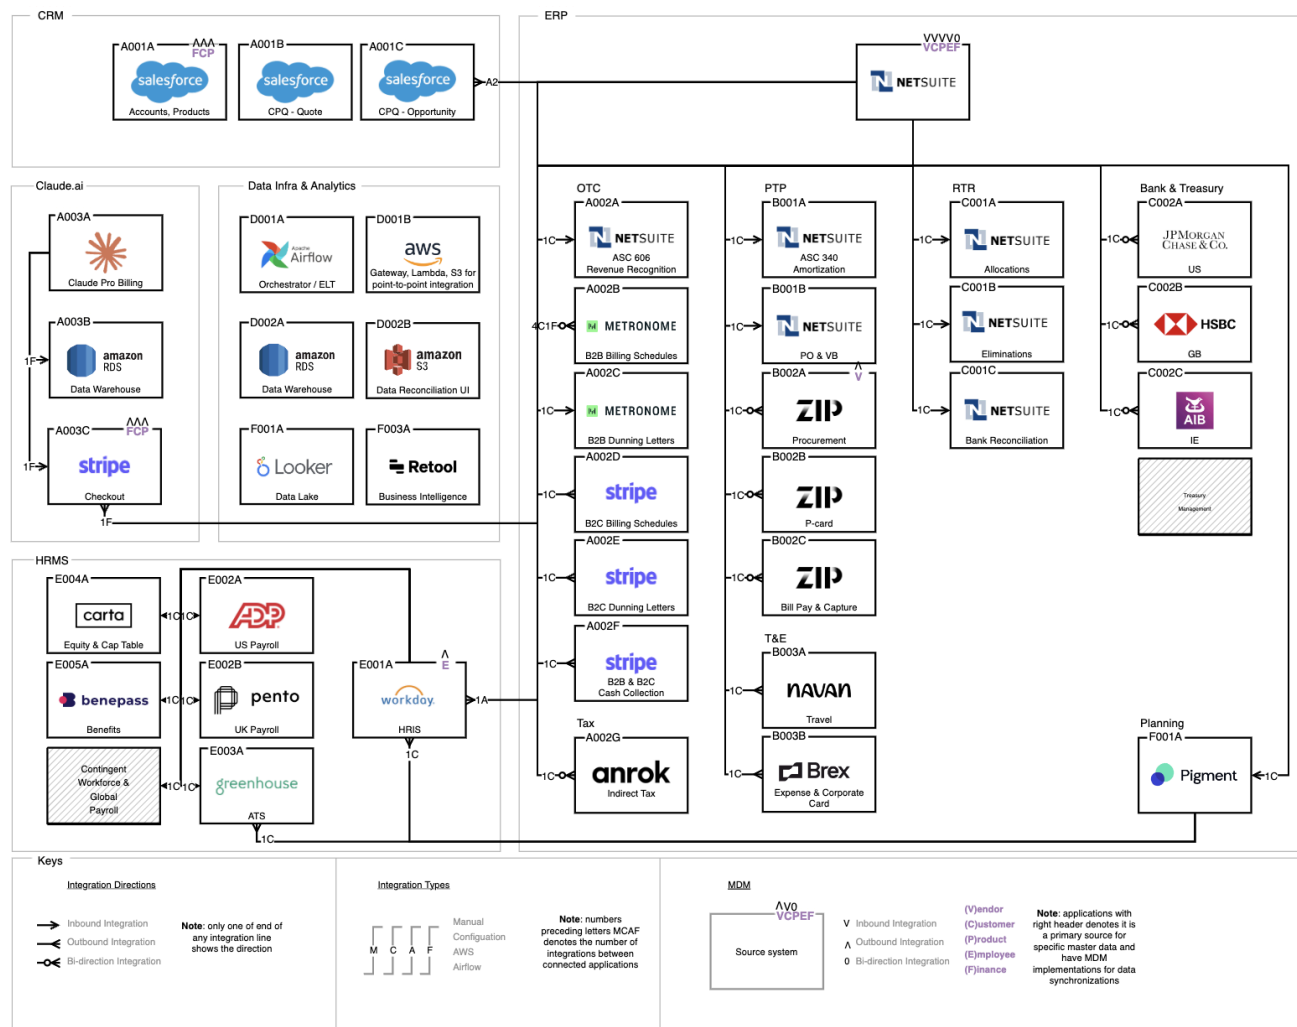 CRM
A001A
ΛΛΛ
FCP
salesforce
Accounts, Products
A001B
salesforce
CPQ - Quote
A001C
salesforce
CPQ - Opportunity
A2
ERP
VVVV0
VCPEF
NETSUITE
Claude.ai
A003A
Claude Pro Billing
A003B
amazon
RDS
Data Warehouse
1F
A003C
ΛΛΛ
FCP
stripe
Checkout
1F
1F
Data Infra & Analytics
D001A
Apache
Airflow
Orchestrator / ELT
D001B
aws
Gateway, Lambda, S3 for
point-to-point integration
D002A
amazon
RDS
Data Warehouse
D002B
amazon
S3
Data Reconciliation UI
F001A
Looker
Data Lake
F003A
Retool
Business Intelligence
OTC
A002A
NETSUITE
ASC 606
Revenue Recognition
1C
A002B
METRONOME
B2B Billing Schedules
4C1F
A002C
METRONOME
B2B Dunning Letters
1C
A002D
stripe
B2C Billing Schedules
1C
A002E
stripe
B2C Dunning Letters
1C
A002F
stripe
B2B & B2C
Cash Collection
1C
Tax
A002G
anrok
Indirect Tax
1C
PTP
B001A
NETSUITE
ASC 340
Amortization
1C
B001B
NETSUITE
PO & VB
1C
B002A
Λ
V
ZIP
Procurement
1C
B002B
ZIP
P-card
1C
B002C
ZIP
Bill Pay & Capture
1C
T&E
B003A
NAVAN
Travel
1C
B003B
Brex
Expense & Corporate
Card
1C
RTR
C001A
NETSUITE
Allocations
1C
C001B
NETSUITE
Eliminations
1C
C001C
NETSUITE
Bank Reconciliation
1C
Bank & Treasury
C002A
JPMORGAN
CHASE & CO.
US
1C
C002B
HSBC
GB
1C
C002C
AIB
IE
1C
Treasury
Management
Planning
F001A
Pigment
1C
HRMS
E004A
carta
Equity & Cap Table
1C
1C
E002A
ADP
US Payroll
E005A
benepass
Benefits
1C
1C
E002B
pento
UK Payroll
Contingent
Workforce &
Global
Payroll
1C
1C
E003A
greenhouse
ATS
1C
E001A
Λ
E
workday.
HRIS
1A
1C
Keys
Integration Directions
Inbound Integration
Outbound Integration
Bi-direction Integration
Note: only one of end of
any integration line
shows the direction
Integration Types
M C A F
Manual
Confguation
AWS
Airflow
Note: numbers
preceding letters MCAF
denotes the number of
integrations between
connected applications
MDM
ΛV0
VCPEF
Source system
V Inbound Integration
Λ Outbound Integration
0 Bi-direction Integration
(V)endor
(C)ustomer
(P)roduct
(E)mployee
(F)inance
Note: applications with
right header denotes it is
a primary source for
specific master data and
have MDM
implementations for data
synchronizations